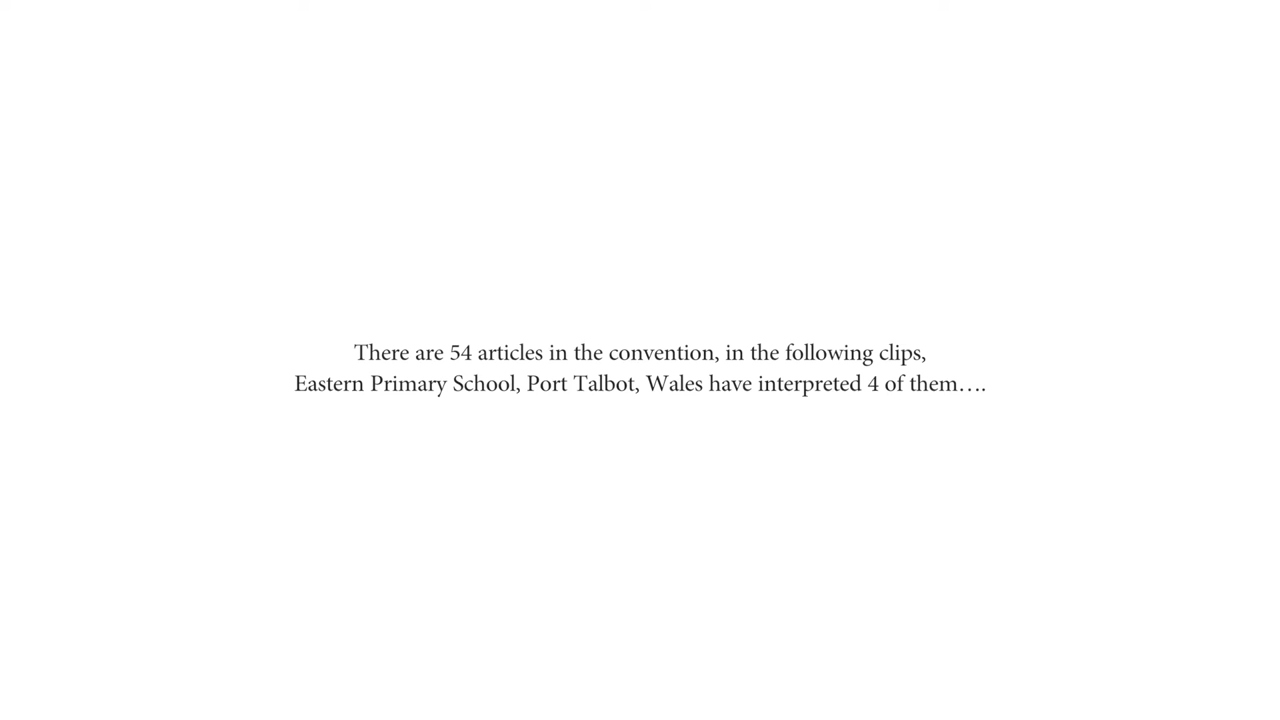 There are 54 articles in the convention, in the following clips,
Eastern Primary School, Port Talbot, Wales have interpreted 4 of them….